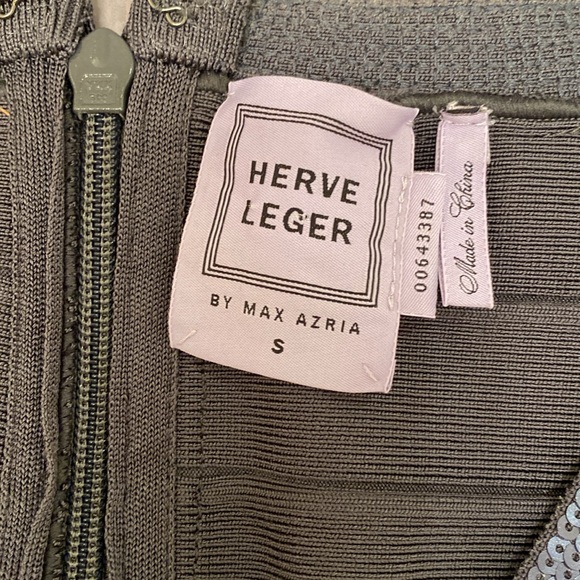 HERVE
LEGER
BY MAX AZRIA
S
00643387
Made in China